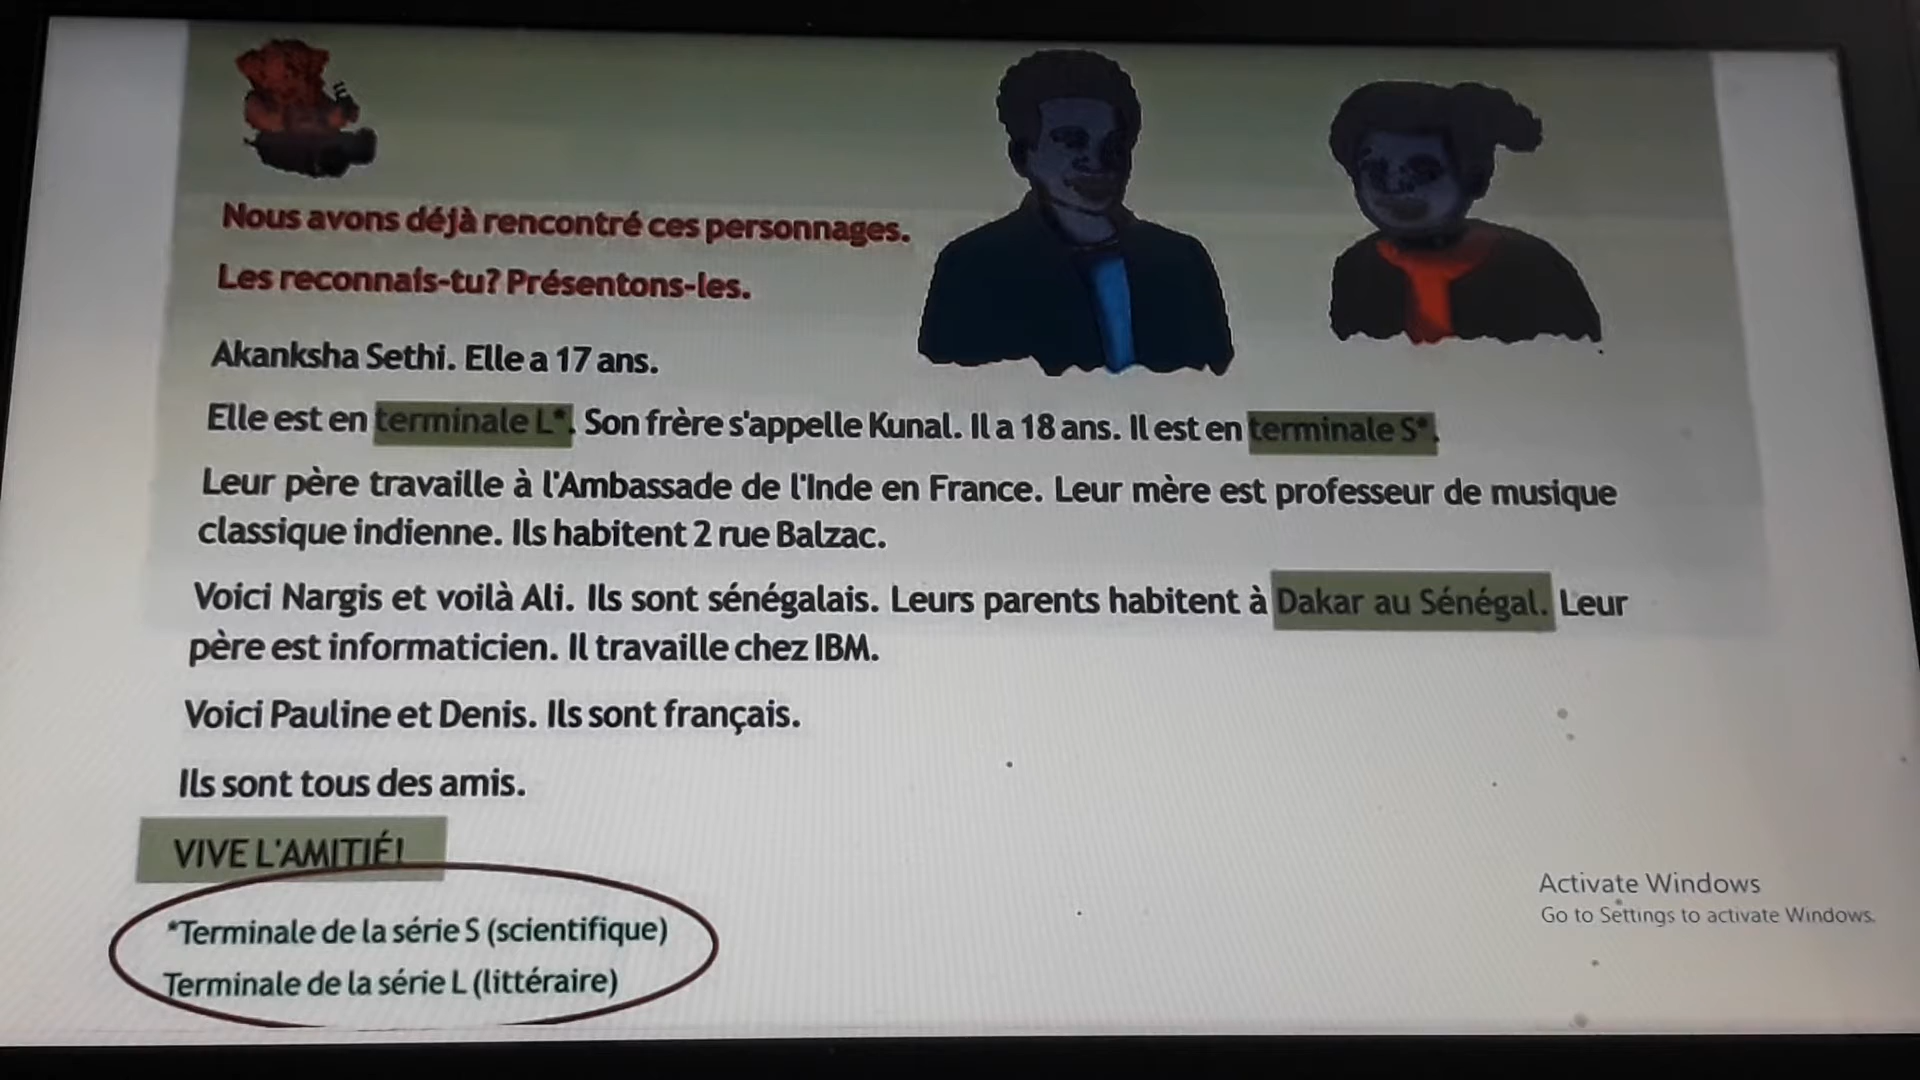 Nous avons déjà rencontré ces personnages.
Les reconnais-tu? Présentons-les.
Akanksha Sethi. Elle a 17 ans.
Elle est en terminale L*. Son frère s'appelle Kunal. Il a 18 ans. Il est en terminale S*.
Leur père travaille à l'Ambassade de l'Inde en France. Leur mère est professeur de musique
classique indienne. Ils habitent 2 rue Balzac.
Voici Nargis et voilà Ali. Ils sont sénégalais. Leurs parents habitent à Dakar au Sénégal. Leur
père est informaticien. Il travaille chez IBM.
Voici Pauline et Denis. Ils sont français.
Ils sont tous des amis.
VIVE L'AMITIÉ!
*Terminale de la série S (scientifique)
Terminale de la série L (littéraire)
Activate Windows
Go to Settings to activate Windows.